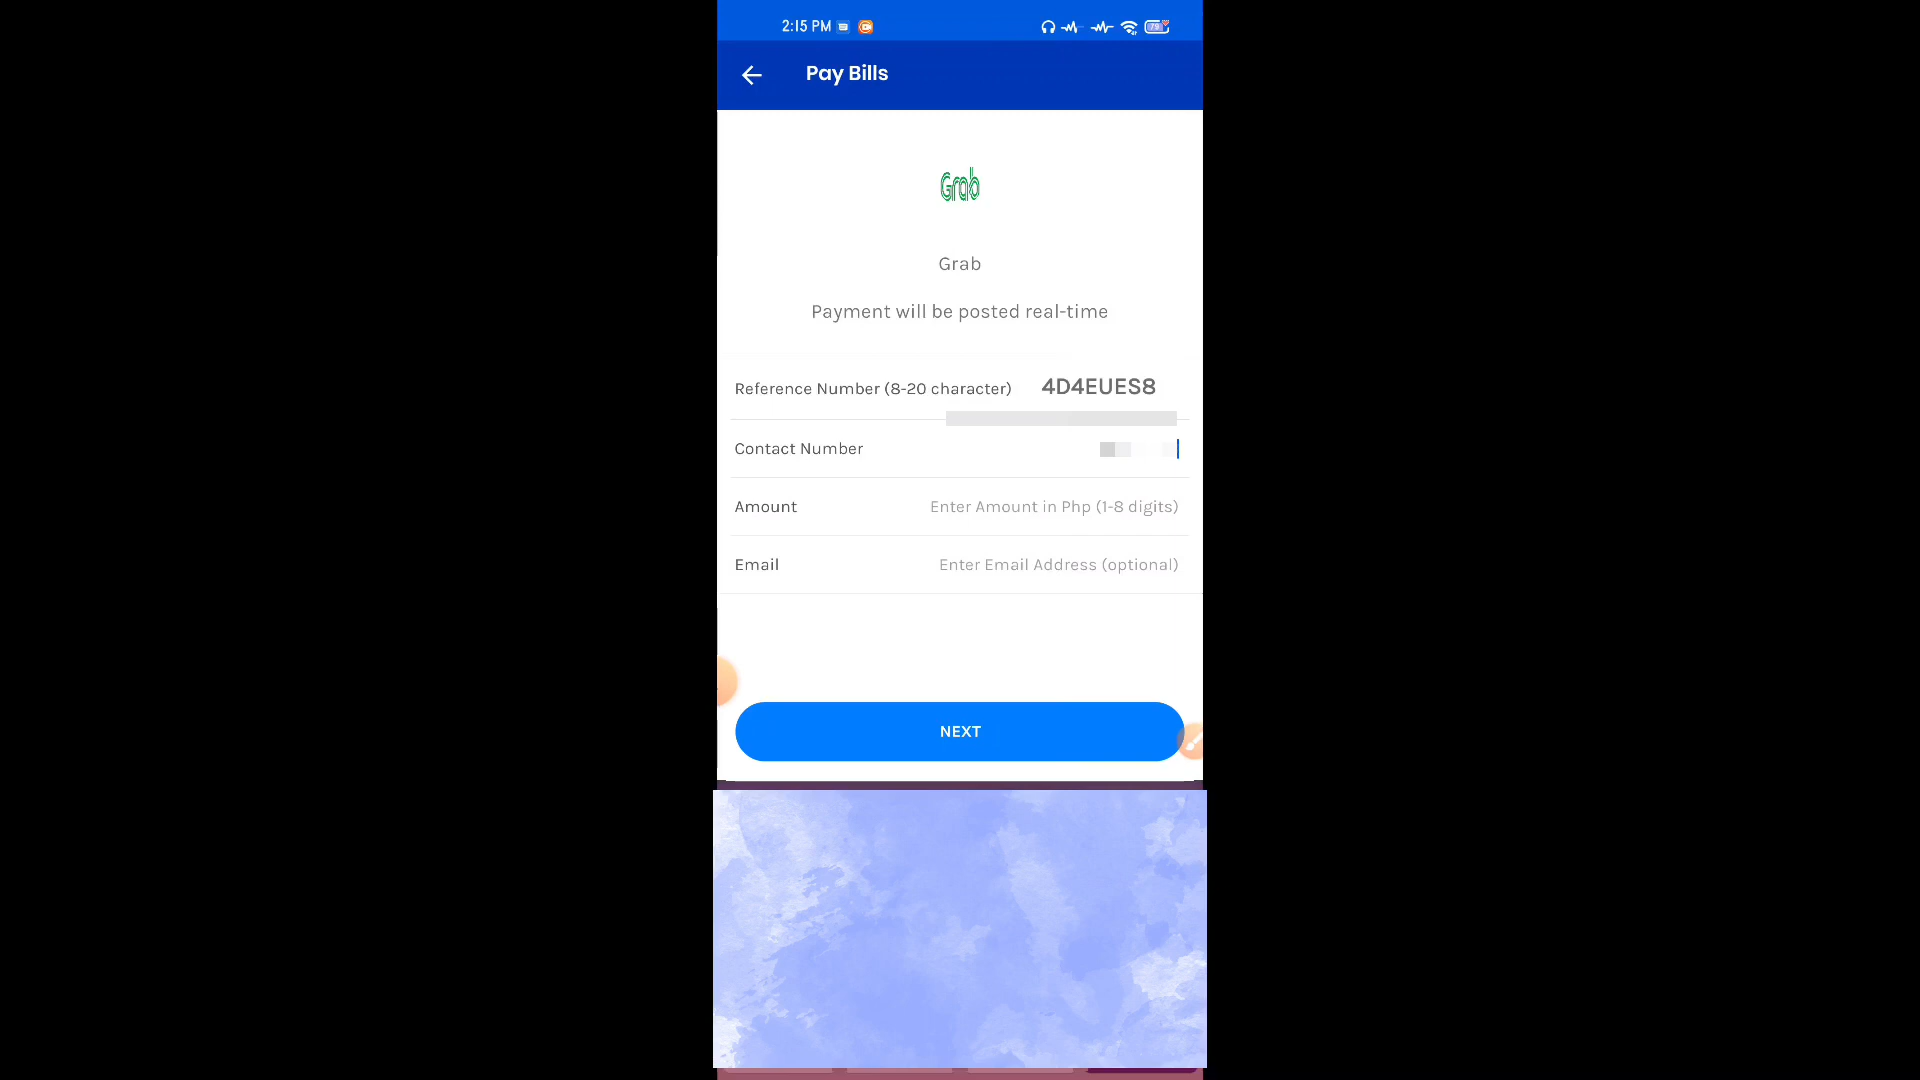 2:15 PM
Pay Bills
Grab
Grab
Payment will be posted real-time
Reference Number (8-20 character) 4D4EUES8
Contact Number
Amount Enter Amount in Php (1-8 digits)
Email Enter Email Address (optional)
NEXT